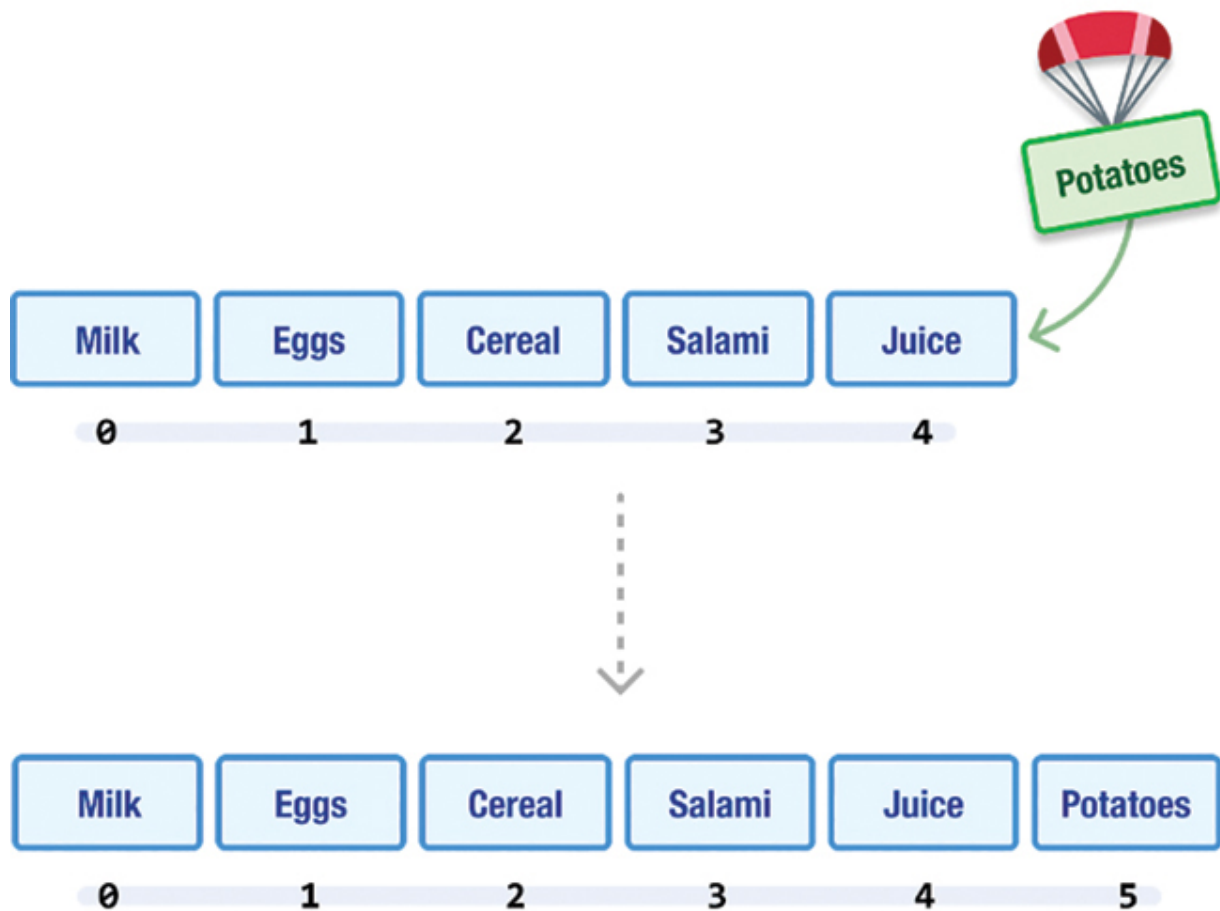 Potatoes
Milk Eggs Cereal Salami Juice
0 1 2 3 4
Milk Eggs Cereal Salami Juice Potatoes
0 1 2 3 4 5